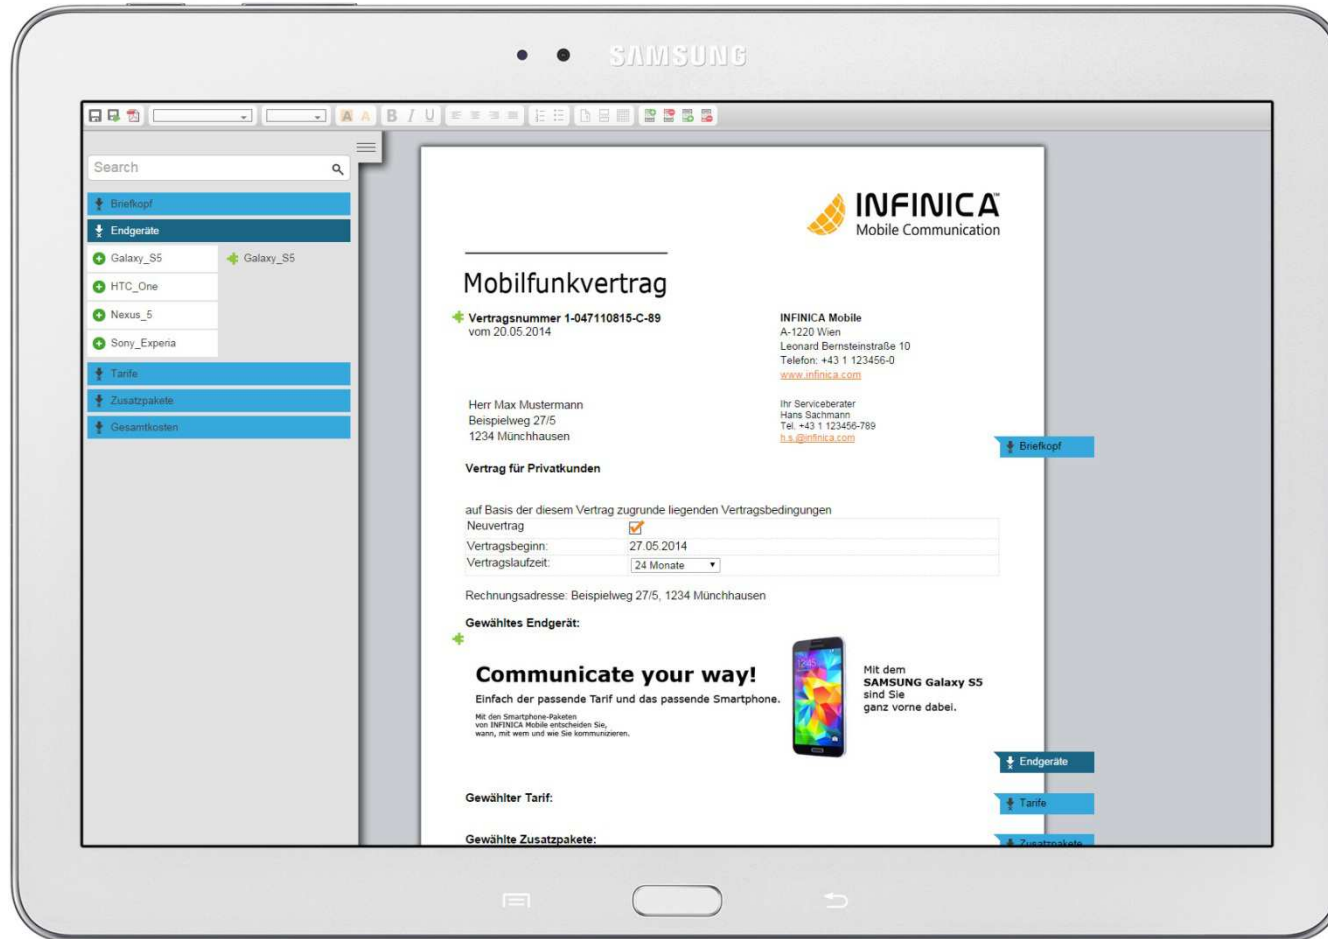 SAMSUNG
B I U
Search
Briefkopf
Endgeräte
Galaxy_S5
Galaxy_S5
HTC_One
Nexus_5
Sony_Experia
Tarife
Zusatzpakete
Gesamtkosten
INFINICA™
Mobile Communication
Mobilfunkvertrag
Vertragsnummer 1-047110815-C-89
vom 20.05.2014
INFINICA Mobile
A-1220 Wien
Leonard Bernsteinstraße 10
Telefon: +43 1 123456-0
www.infinica.com
Herr Max Mustermann
Beispielweg 27/5
1234 Münchhausen
Ihr Serviceberater
Hans Sachmann
Tel. +43 1 123456-789
h.s.@infinica.com
Briefkopf
Vertrag für Privatkunden
auf Basis der diesem Vertrag zugrunde liegenden Vertragsbedingungen
Neuvertrag
Vertragsbeginn: 27.05.2014
Vertragslaufzeit: 24 Monate
Rechnungsadresse: Beispielweg 27/5, 1234 Münchhausen
Gewähltes Endgerät:
Communicate your way!
Einfach der passende Tarif und das passende Smartphone.
Mit den Smartphone-Paketen
von INFINICA Mobile entscheiden Sie,
wann, mit wem und wie Sie kommunizieren.
12:45
Mit dem
SAMSUNG Galaxy S5
sind Sie
ganz vorne dabei.
Endgeräte
Gewählter Tarif:
Tarife
Gewählte Zusatzpakete:
Zusatzpakete